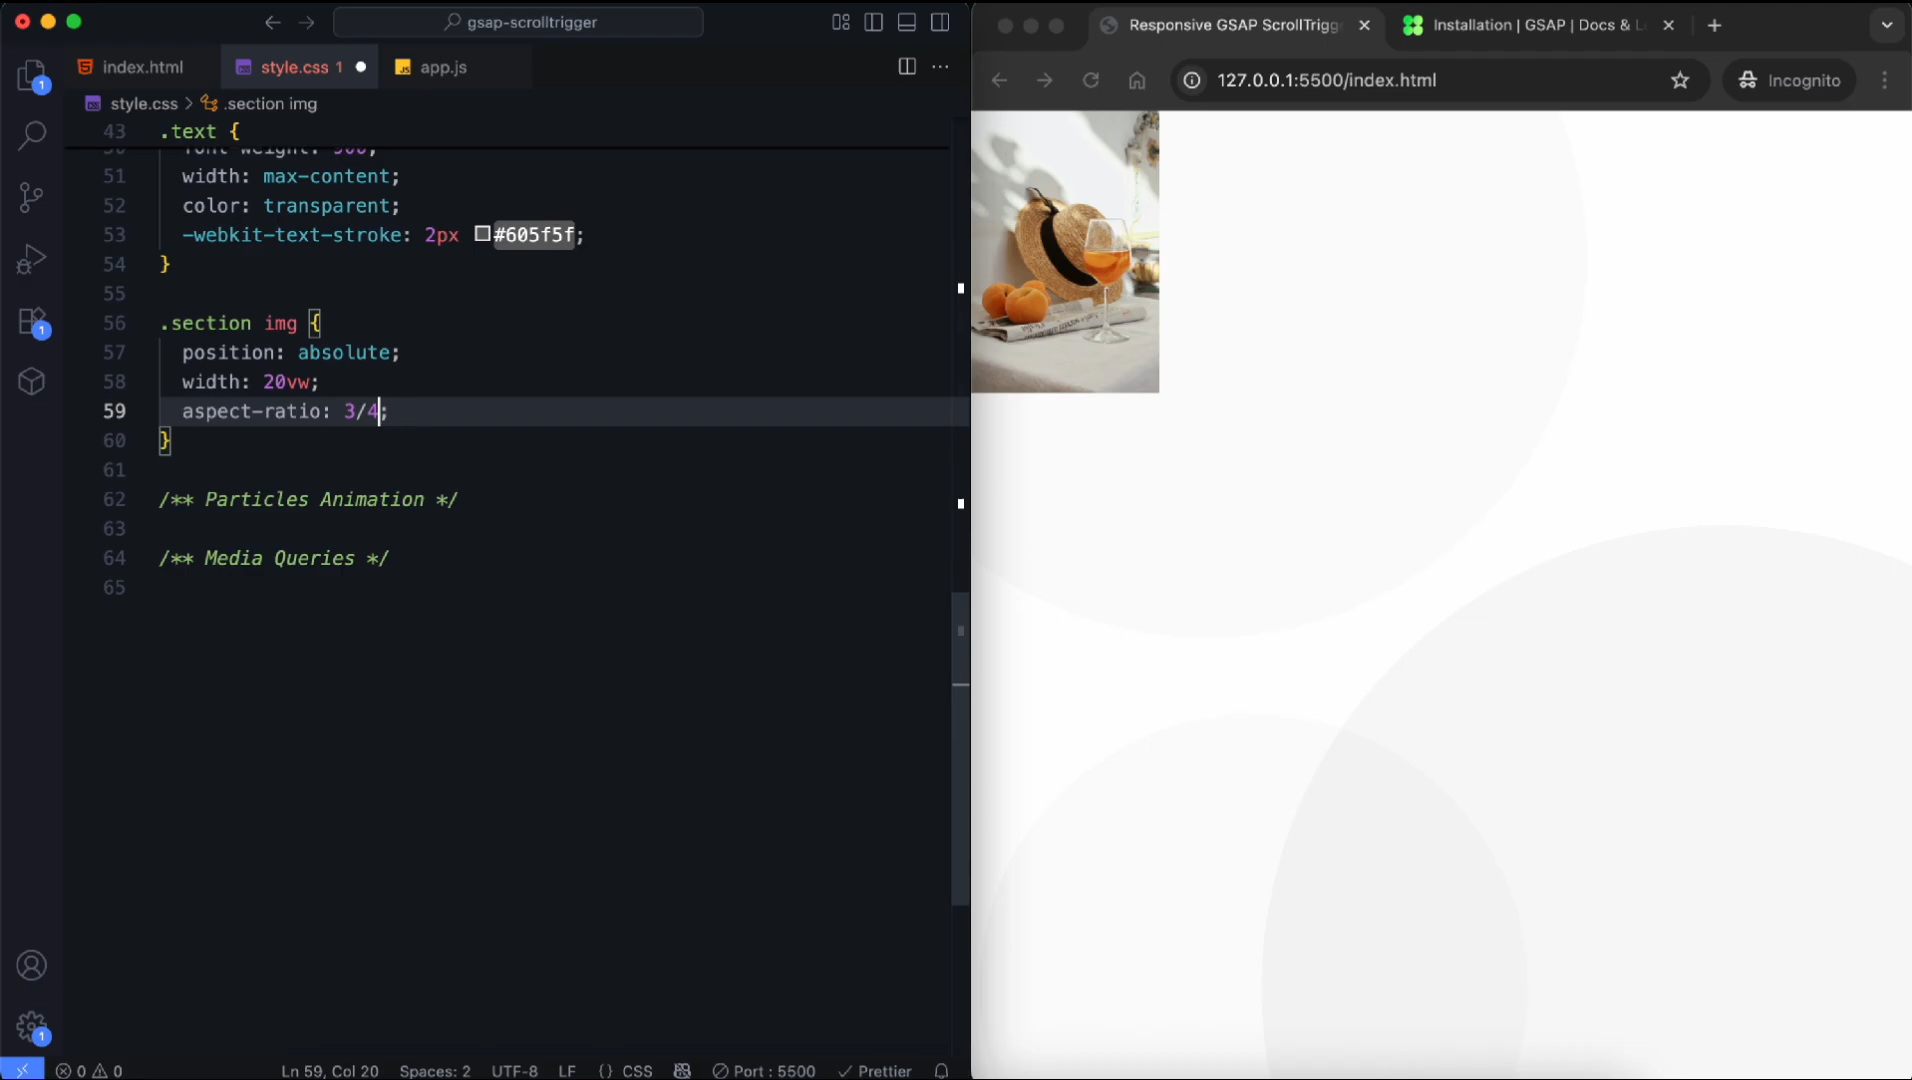 gsap-scrolltrigger
index.html
style.css 1
app.js
style.css > .section img
43 .text {
51 width: max-content;
52 color: transparent;
53 -webkit-text-stroke: 2px #605f5f;
54 }
55
56 .section img {
57 position: absolute;
58 width: 20vw;
59 aspect-ratio: 3/4;
60 }
61
62 /** Particles Animation */
63
64 /** Media Queries */
65
1
1
1
0 0
Ln 59, Col 20
Spaces: 2
UTF-8
LF
{} CSS
Port : 5500
Prettier
Responsive GSAP ScrollTrigg
Installation | GSAP | Docs & L
127.0.0.1:5500/index.html
Incognito